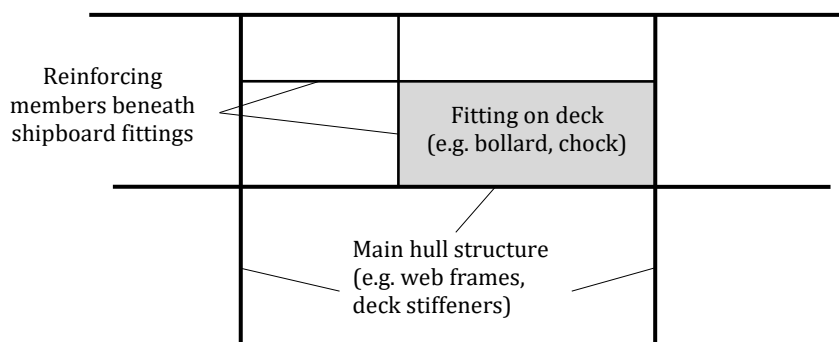 Reinforcing
members beneath
shipboard fittings
Fitting on deck
(e.g. bollard, chock)
Main hull structure
(e.g. web frames,
deck stiffeners)